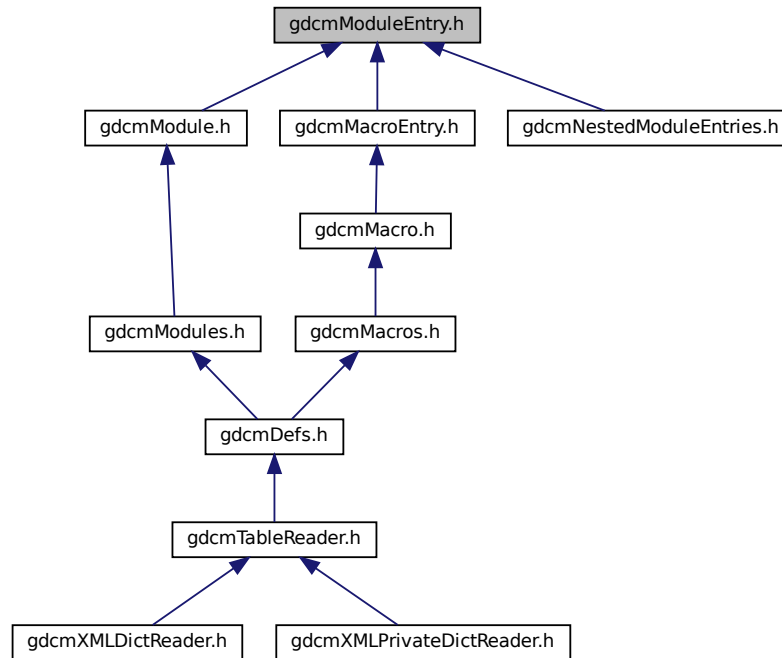 gdcmModuleEntry.h
gdcmModule.h
gdcmMacroEntry.h
gdcmNestedModuleEntries.h
gdcmMacro.h
gdcmModules.h
gdcmMacros.h
gdcmDefs.h
gdcmTableReader.h
gdcmXMLDictReader.h
gdcmXMLPrivateDictReader.h